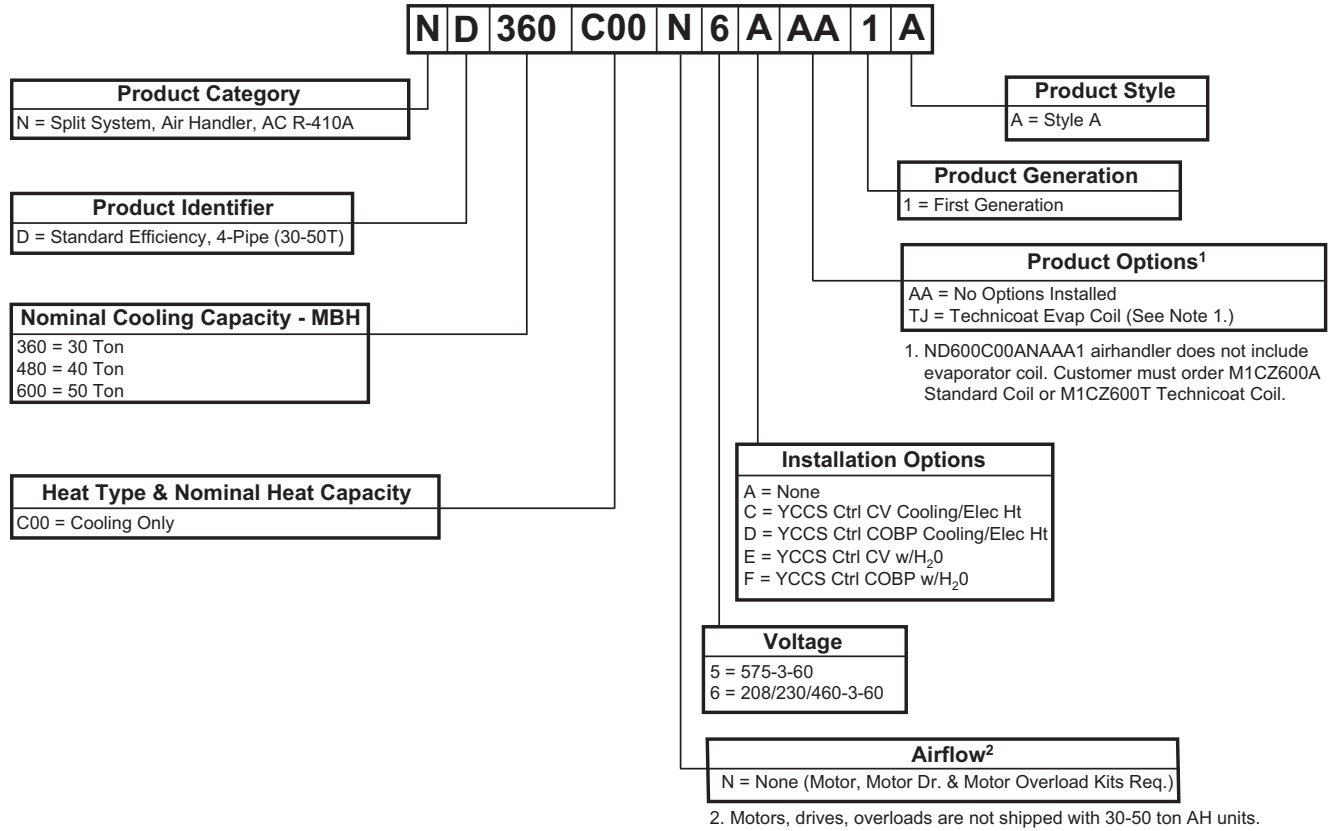 N D 360 C00 N 6 A AA 1 A
Product Category
N = Split System, Air Handler, AC R-410A
Product Identifier
D = Standard Efficiency, 4-Pipe (30-50T)
Nominal Cooling Capacity - MBH
360 = 30 Ton
480 = 40 Ton
600 = 50 Ton
Heat Type & Nominal Heat Capacity
C00 = Cooling Only
Product Style
A = Style A
Product Generation
1 = First Generation
Product Options¹
AA = No Options Installed
TJ = Technicoat Evap Coil (See Note 1.)
1. ND600C00ANAAA1 airhandler does not include
evaporator coil. Customer must order M1CZ600A
Standard Coil or M1CZ600T Technicoat Coil.
Installation Options
A = None
C = YCCS Ctrl CV Cooling/Elec Ht
D = YCCS Ctrl COBP Cooling/Elec Ht
E = YCCS Ctrl CV w/H₂0
F = YCCS Ctrl COBP w/H₂0
Voltage
5 = 575-3-60
6 = 208/230/460-3-60
Airflow²
N = None (Motor, Motor Dr. & Motor Overload Kits Req.)
2. Motors, drives, overloads are not shipped with 30-50 ton AH units.